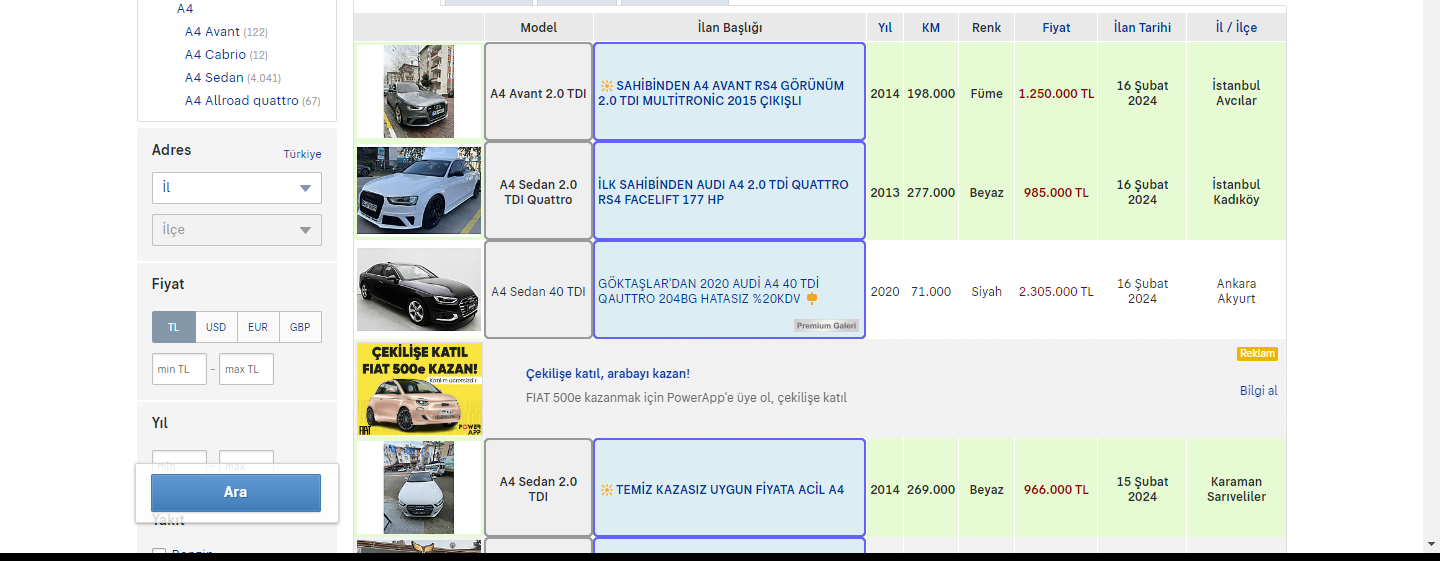 A4
A4 Avant (122)
A4 Cabrio (12)
A4 Sedan (4.041)
A4 Allroad quattro (67)
Adres
Türkiye
İl
İlçe
Fiyat
TL USD EUR GBP
min TL - max TL
Yıl
min - max
Ara
Yakıt
Benzin
Model İlan Başlığı Yıl KM Renk Fiyat İlan Tarihi İl / İlçe
A4 Avant 2.0 TDI
SAHİBİNDEN A4 AVANT RS4 GÖRÜNÜM
2.0 TDI MULTİTRONİC 2015 ÇIKIŞLI
2014 198.000 Füme 1.250.000 TL
16 Şubat
2024
İstanbul
Avcılar
A4 Sedan 2.0
TDI Quattro
İLK SAHİBİNDEN AUDI A4 2.0 TDİ QUATTRO
RS4 FACELIFT 177 HP
2013 277.000 Beyaz 985.000 TL
16 Şubat
2024
İstanbul
Kadıköy
A4 Sedan 40 TDI
GÖKTAŞLAR'DAN 2020 AUDİ A4 40 TDİ
QAUTTRO 204BG HATASIZ %20KDV
Premium Galeri
2020 71.000 Siyah 2.305.000 TL
16 Şubat
2024
Ankara
Akyurt
ÇEKİLİŞE KATIL
FIAT 500e KAZAN!
Katılım ücretsizdir
FIAT
POWER
APP
Çekilişe katıl, arabayı kazan!
FIAT 500e kazanmak için PowerApp'e üye ol, çekilişe katıl
Reklam
Bilgi al
A4 Sedan 2.0
TDI
TEMİZ KAZASIZ UYGUN FİYATA ACİL A4
2014 269.000 Beyaz 966.000 TL
15 Şubat
2024
Karaman
Sarıveliler